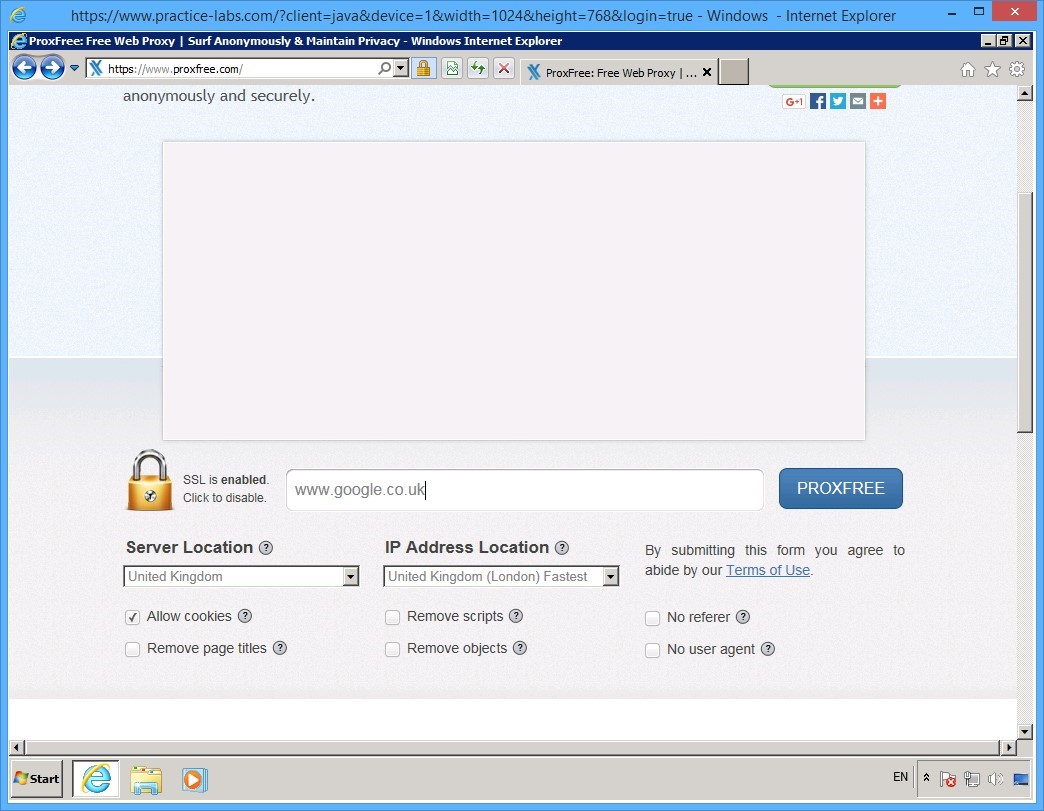 https://www.practice-labs.com/?client=java&device=1&width=1024&height=768&login=true - Windows - Internet Explorer
ProxFree: Free Web Proxy | Surf Anonymously & Maintain Privacy - Windows Internet Explorer
https://www.proxfree.com/
ProxFree: Free Web Proxy | ...
anonymously and securely.
G+1
SSL is enabled.
Click to disable.
www.google.co.uk
PROXFREE
Server Location ?
IP Address Location ?
By submitting this form you agree to
abide by our Terms of Use.
United Kingdom
United Kingdom (London) Fastest
Allow cookies ?
Remove scripts ?
No referer ?
Remove page titles ?
Remove objects ?
No user agent ?
Start
EN